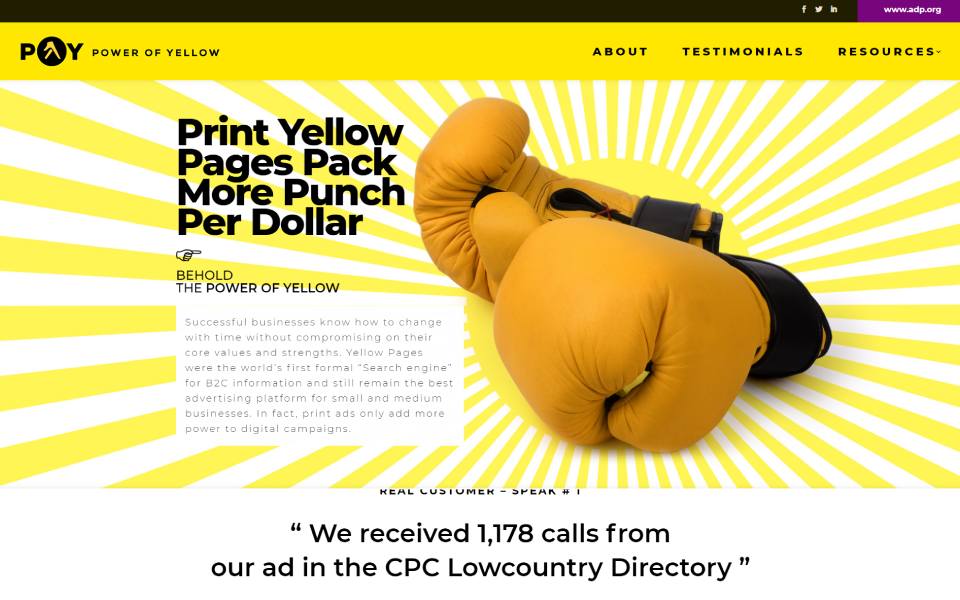 www.adp.org
PAY POWER OF YELLOW
ABOUT TESTIMONIALS RESOURCES
Print Yellow
Pages Pack
More Punch
Per Dollar
BEHOLD
THE POWER OF YELLOW
Successful businesses know how to change
with time without compromising on their
core values and strengths. Yellow Pages
were the world's first formal "Search engine"
for B2C information and still remain the best
advertising platform for small and medium
businesses. In fact, print ads only add more
power to digital campaigns.
REAL CUSTOMER – SPEAK # 1
“ We received 1,178 calls from
our ad in the CPC Lowcountry Directory ”